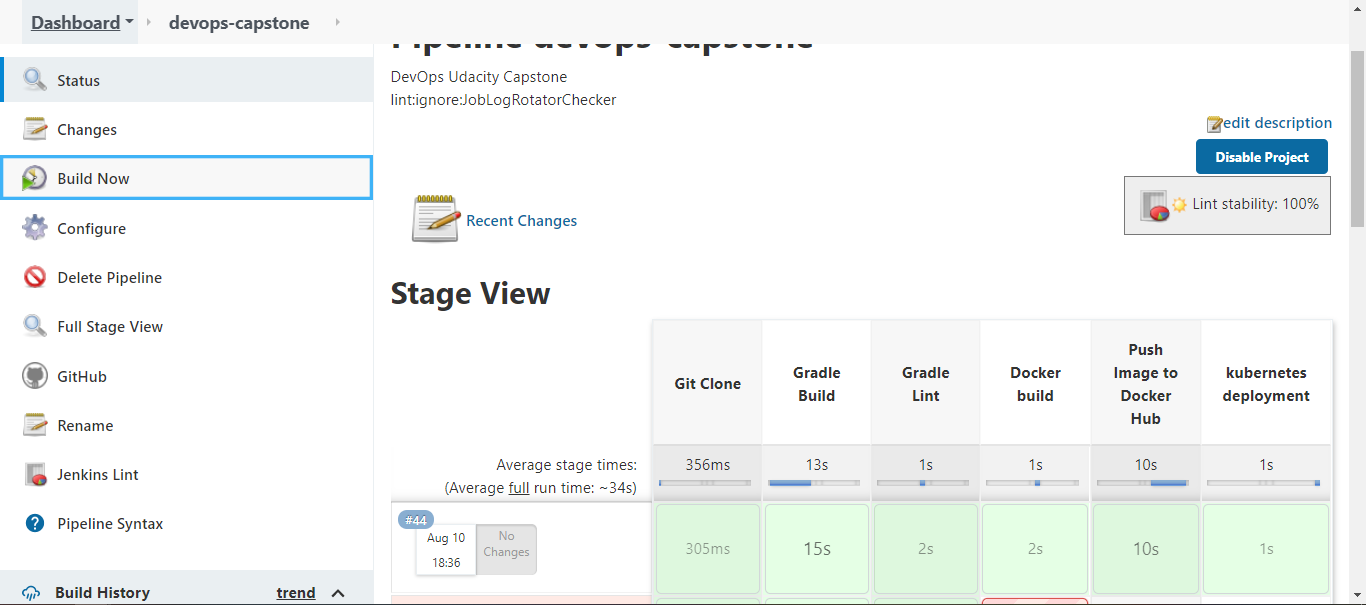 Dashboard
devops-capstone
Status
Changes
Build Now
Configure
Delete Pipeline
Full Stage View
GitHub
Rename
Jenkins Lint
Pipeline Syntax
Build History
trend
Pipeline devops-capstone
DevOps Udacity Capstone
lint:ignore:JobLogRotatorChecker
edit description
Disable Project
Lint stability: 100%
Recent Changes
Stage View
Git Clone
Gradle
Build
Gradle
Lint
Docker
build
Push
Image to
Docker
Hub
kubernetes
deployment
Average stage times:
(Average full run time: ~34s)
356ms
13s
1s
1s
10s
1s
#44
Aug 10
18:36
No
Changes
305ms
15s
2s
2s
10s
1s